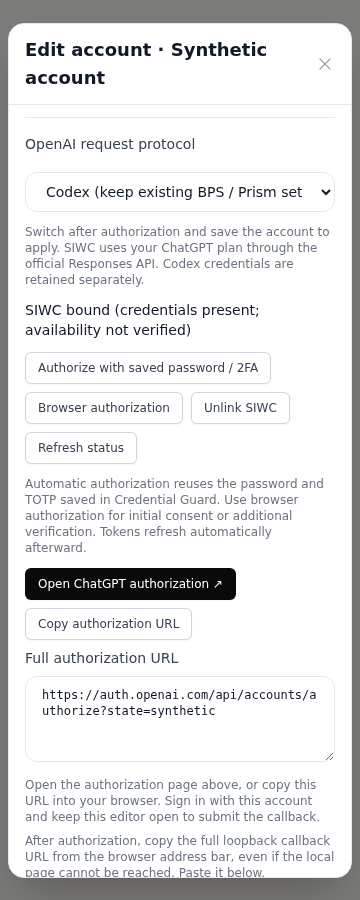 Edit account · Synthetic
account
OpenAI request protocol
Codex (keep existing BPS / Prism set
Switch after authorization and save the account to
apply. SIWC uses your ChatGPT plan through the
official Responses API. Codex credentials are
retained separately.
SIWC bound (credentials present;
availability not verified)
Authorize with saved password / 2FA
Browser authorization
Unlink SIWC
Refresh status
Automatic authorization reuses the password and
TOTP saved in Credential Guard. Use browser
authorization for initial consent or additional
verification. Tokens refresh automatically
afterward.
Open ChatGPT authorization ↗
Copy authorization URL
Full authorization URL
https://auth.openai.com/api/accounts/a
uthorize?state=synthetic
Open the authorization page above, or copy this
URL into your browser. Sign in with this account
and keep this editor open to submit the callback.
After authorization, copy the full loopback callback
URL from the browser address bar, even if the local
page cannot be reached. Paste it below.